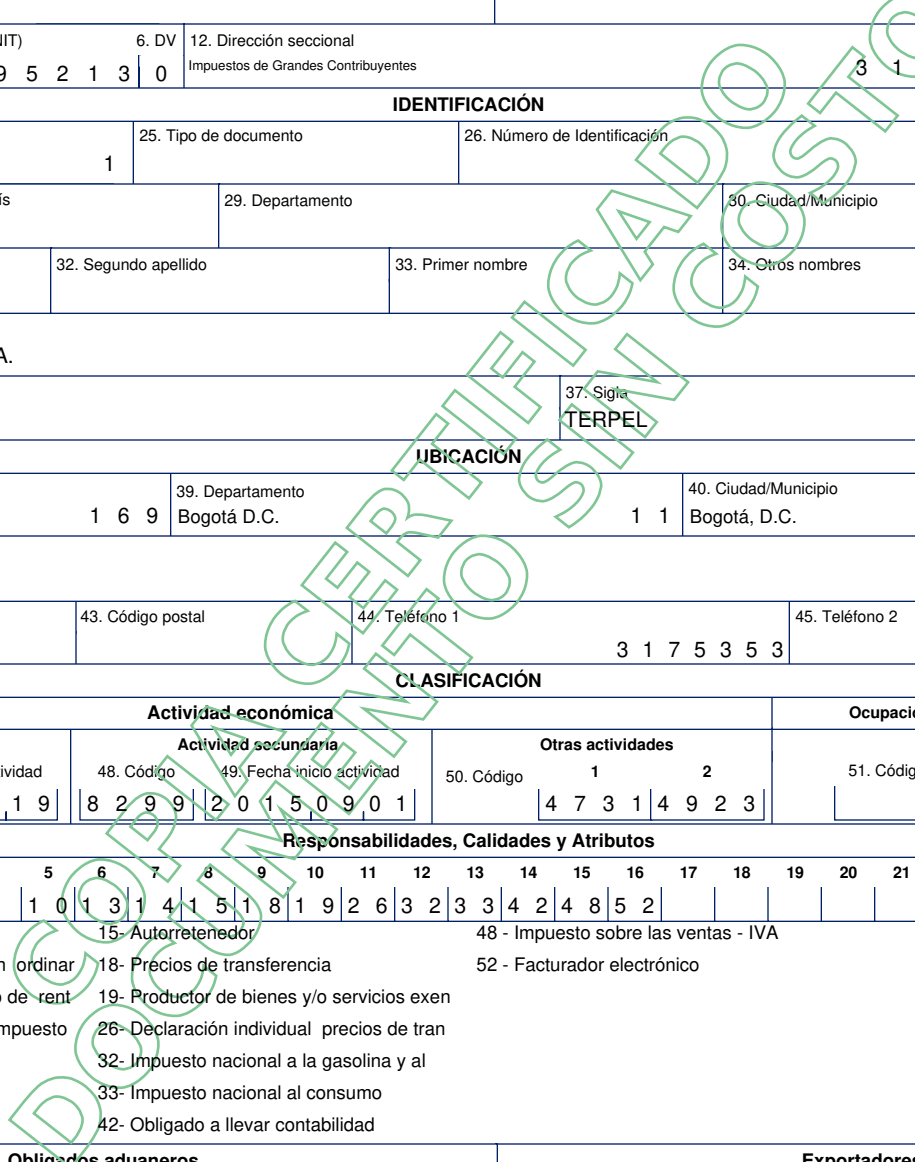 NIT) 6. DV 12. Dirección seccional
9 5 2 1 3 0 Impuestos de Grandes Contribuyentes 3 1
IDENTIFICACIÓN
25. Tipo de documento 26. Número de Identificación
1
ís 29. Departamento 30. Ciudad/Municipio
32. Segundo apellido 33. Primer nombre 34. Otros nombres
A.
37. Sigla
TERPEL
UBICACIÓN
39. Departamento 40. Ciudad/Municipio
1 6 9 Bogotá D.C. 1 1 Bogotá, D.C.
43. Código postal 44. Teléfono 1 45. Teléfono 2
3 1 7 5 3 5 3
CLASIFICACIÓN
Actividad económica Ocupació
Actividad secundaria Otras actividades
ividad 48. Código 49. Fecha inicio actividad 50. Código 1 2 51. Códig
1 9 8 2 9 9 2 0 1 5 0 9 0 1 4 7 3 1 4 9 2 3
Responsabilidades, Calidades y Atributos
5 6 7 8 9 10 11 12 13 14 15 16 17 18 19 20 21
1 0 1 3 1 4 1 5 1 8 1 9 2 6 3 2 3 3 4 2 4 8 5 2
15- Autorretenedor 48 - Impuesto sobre las ventas - IVA
n ordinar 18- Precios de transferencia 52 - Facturador electrónico
o de rent 19- Productor de bienes y/o servicios exen
mpuesto 26- Declaración individual precios de tran
32- Impuesto nacional a la gasolina y al
33- Impuesto nacional al consumo
42- Obligado a llevar contabilidad
Obligados aduaneros Exportadores
COPIA CERTIFICADO
DOCUMENTO SIN COSTO